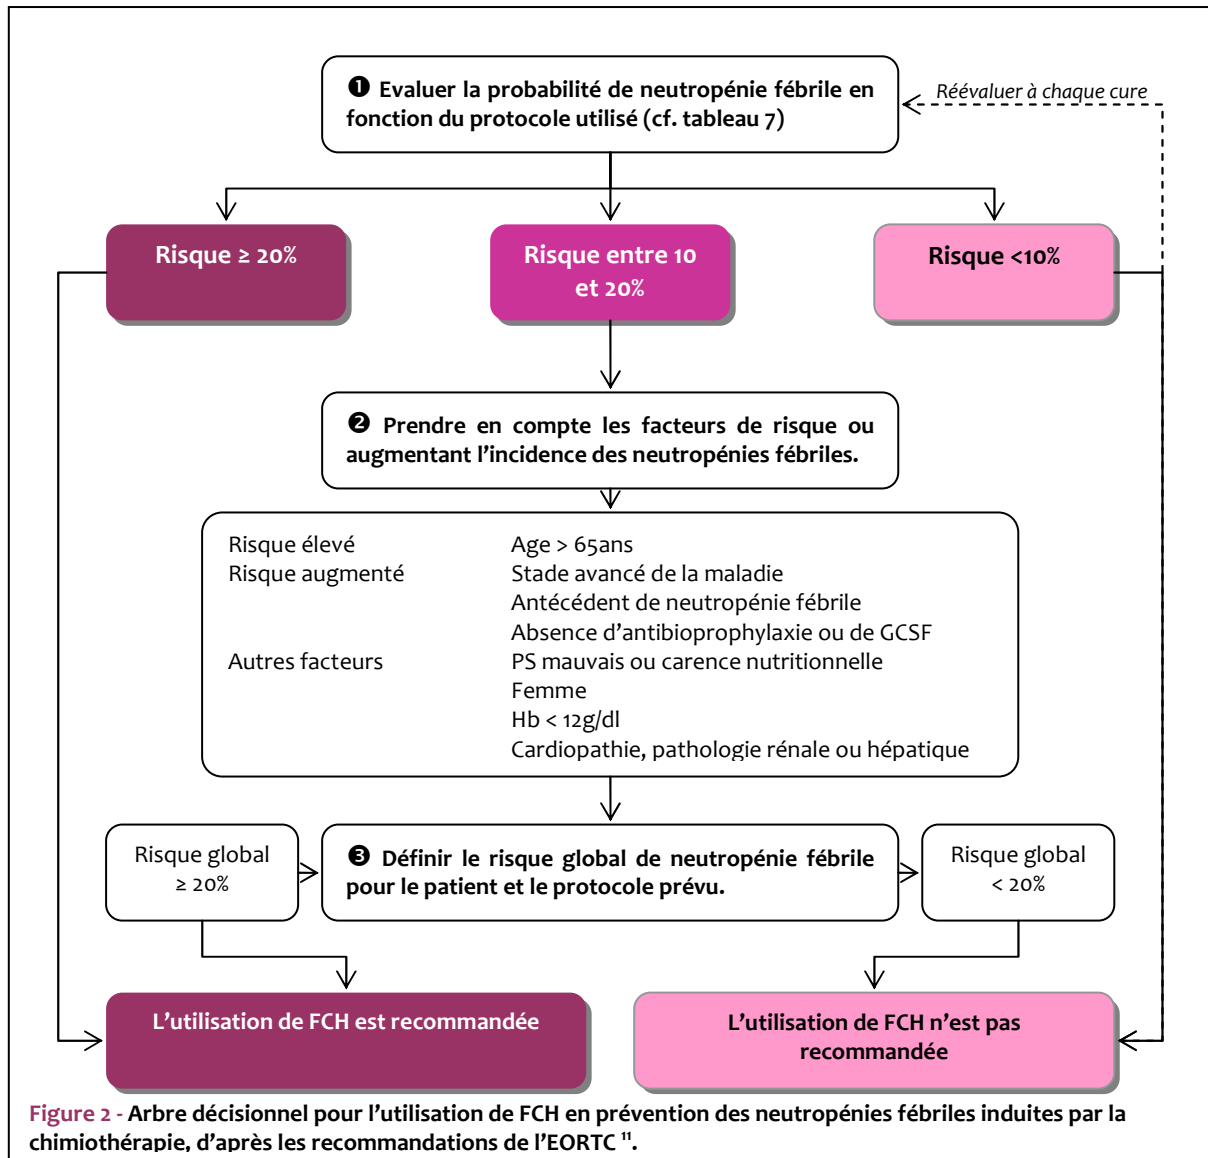 ❶ Evaluer la probabilité de neutropénie fébrile en
fonction du protocole utilisé (cf. tableau 7)
Réévaluer à chaque cure
Risque ≥ 20%
Risque entre 10
et 20%
Risque <10%
❷ Prendre en compte les facteurs de risque ou
augmentant l'incidence des neutropénies fébriles.
Risque élevé Age > 65ans
Risque augmenté Stade avancé de la maladie
Antécédent de neutropénie fébrile
Absence d'antibioprophylaxie ou de GCSF
Autres facteurs PS mauvais ou carence nutritionnelle
Femme
Hb < 12g/dl
Cardiopathie, pathologie rénale ou hépatique
Risque global
≥ 20%
❸ Définir le risque global de neutropénie fébrile
pour le patient et le protocole prévu.
Risque global
< 20%
L'utilisation de FCH est recommandée
L'utilisation de FCH n'est pas
recommandée
Figure 2 - Arbre décisionnel pour l'utilisation de FCH en prévention des neutropénies fébriles induites par la
chimiothérapie, d'après les recommandations de l'EORTC ¹¹.